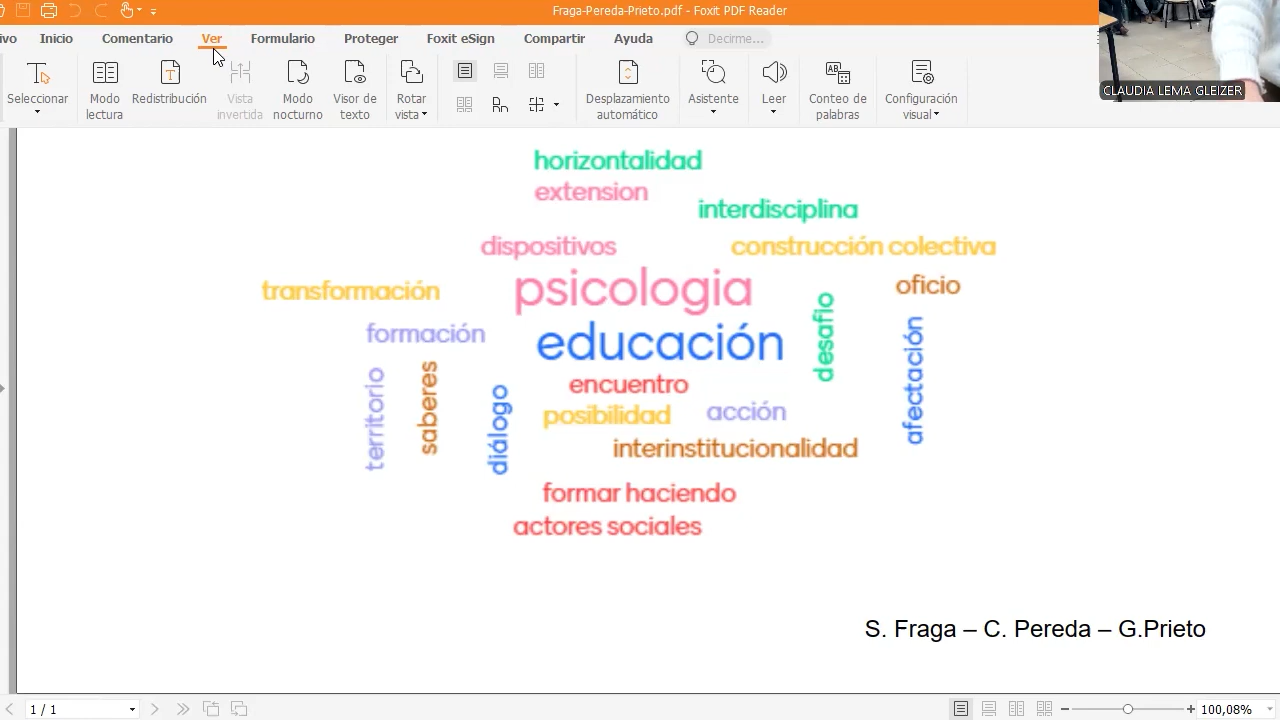 Fraga-Pereda-Prieto.pdf - Foxit PDF Reader
ivo Inicio Comentario Ver Formulario Proteger Foxit eSign Compartir Ayuda Decirme...
Seleccionar
Modo lectura
Redistribución
Vista invertida
Modo nocturno
Visor de texto
Rotar vista
Desplazamiento automático
Asistente
Leer
Conteo de palabras
Configuración visual
CLAUDIA LEMA GLEIZER
horizontalidad
extension
interdisciplina
dispositivos
construcción colectiva
transformación
psicologia
oficio
formación
educación
desafio
afectación
territorio
saberes
diálogo
encuentro
posibilidad
acción
interinstitucionalidad
formar haciendo
actores sociales
S. Fraga – C. Pereda – G.Prieto
1 / 1
100,08%